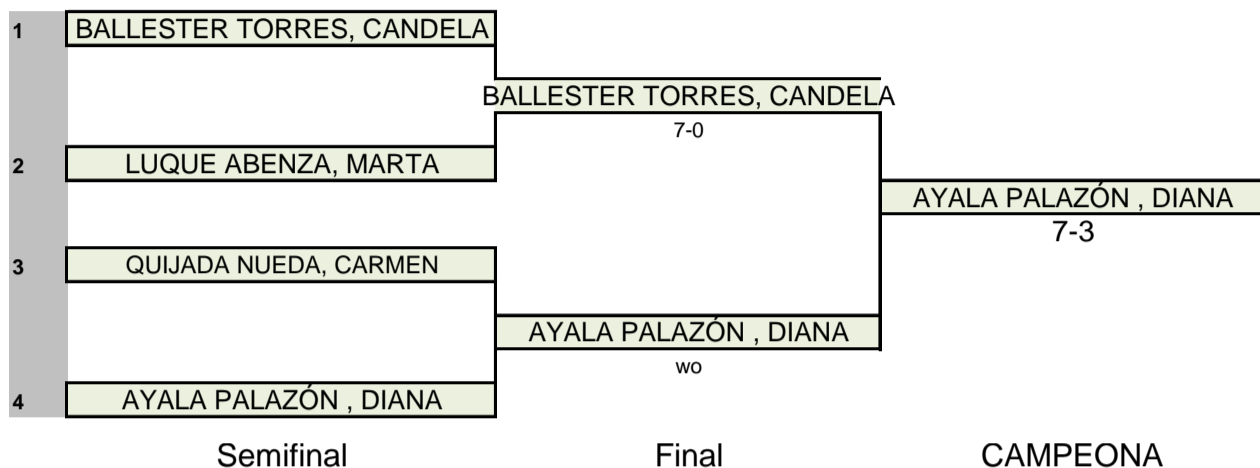 1 BALLESTER TORRES, CANDELA
BALLESTER TORRES, CANDELA
7-0
2 LUQUE ABENZA, MARTA
AYALA PALAZÓN , DIANA
7-3
3 QUIJADA NUEDA, CARMEN
AYALA PALAZÓN , DIANA
wo
4 AYALA PALAZÓN , DIANA
Semifinal Final CAMPEONA